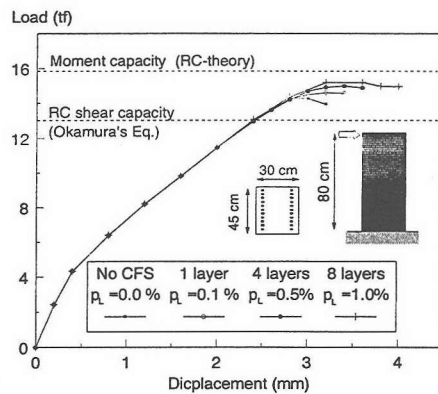 Load (tf)
16
12
8
4
0
Moment capacity (RC-theory)
RC shear capacity
(Okamura's Eq.)
30 cm
45 cm
80 cm
No CFS 1 layer 4 layers 8 layers
pL =0.0 % pL =0.1 % pL =0.5% pL =1.0%
0 1 2 3 4
Dicplacement (mm)